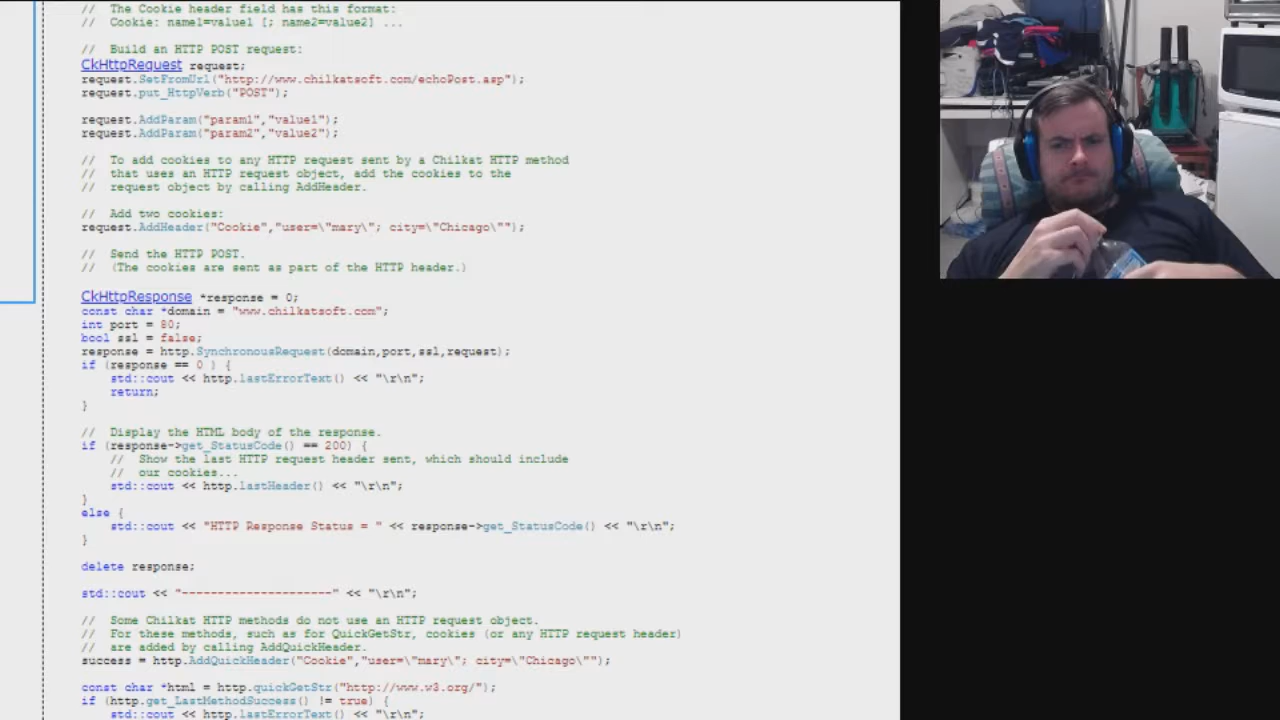 //  The Cookie header field has this format:
//  Cookie: name1=value1 [; name2=value2] ...
//  Build an HTTP POST request:
CkHttpRequest request;
request.SetFromUrl("http://www.chilkatsoft.com/echoPost.asp");
request.put_HttpVerb("POST");
request.AddParam("param1","value1");
request.AddParam("param2","value2");
//  To add cookies to any HTTP request sent by a Chilkat HTTP method
//  that uses an HTTP request object, add the cookies to the
//  request object by calling AddHeader.
//  Add two cookies:
request.AddHeader("Cookie","user=\"mary\"; city=\"Chicago\"");
//  Send the HTTP POST.
//  (The cookies are sent as part of the HTTP header.)
CkHttpResponse *response = 0;
const char *domain = "www.chilkatsoft.com";
int port = 80;
bool ssl = false;
response = http.SynchronousRequest(domain,port,ssl,request);
if (response == 0 ) {
    std::cout << http.lastErrorText() << "\r\n";
    return;
}
//  Display the HTML body of the response.
if (response->get_StatusCode() == 200) {
    //  Show the last HTTP request header sent, which should include
    //  our cookies...
    std::cout << http.lastHeader() << "\r\n";
}
else {
    std::cout << "HTTP Response Status = " << response->get_StatusCode() << "\r\n";
}
delete response;
std::cout << "---------------------" << "\r\n";
//  Some Chilkat HTTP methods do not use an HTTP request object.
//  For these methods, such as for QuickGetStr, cookies (or any HTTP request header)
//  are added by calling AddQuickHeader.
success = http.AddQuickHeader("Cookie","user=\"mary\"; city=\"Chicago\"");
const char *html = http.quickGetStr("http://www.w3.org/");
if (http.get_LastMethodSuccess() != true) {
    std::cout << http.lastErrorText() << "\r\n";